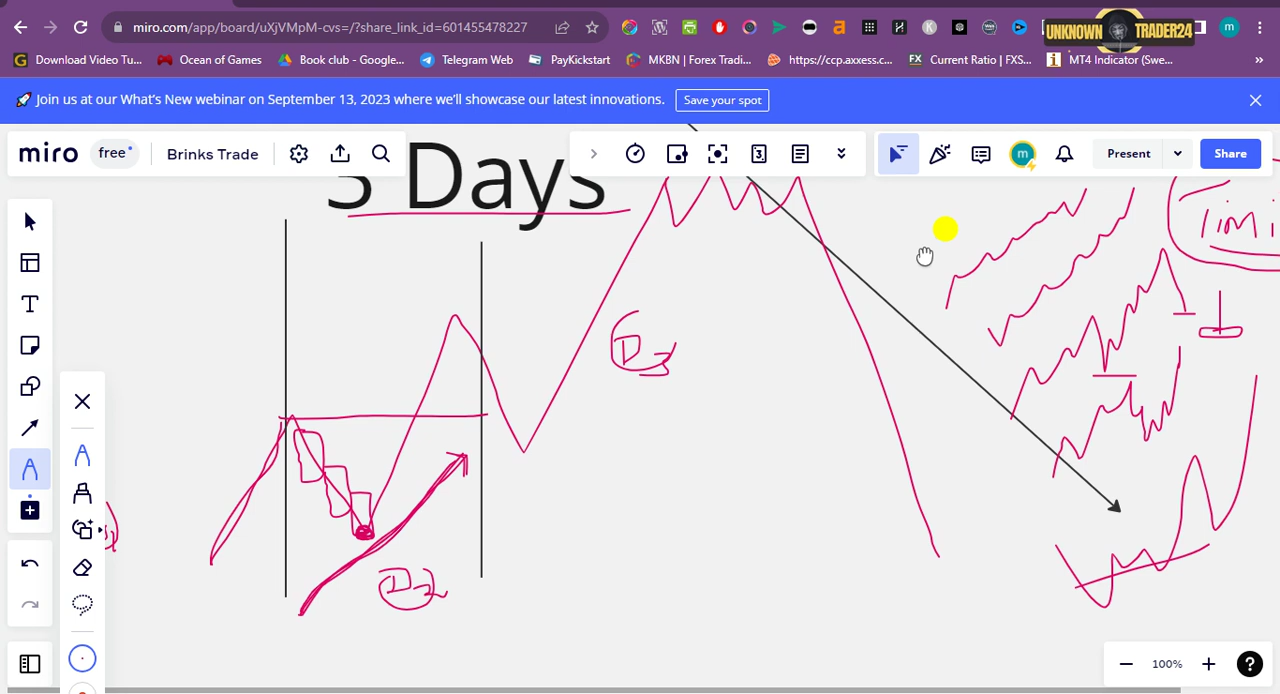 miro.com/app/board/uXjVMpM-cvs=/?share_link_id=601455478227
UNKNOWN TRADER24
Download Video Tu...
Ocean of Games
Book club - Google...
Telegram Web
PayKickstart
MKBN | Forex Tradi...
https://ccp.axxess.c...
Current Ratio | FXS...
MT4 Indicator (Swe...
Join us at our What's New webinar on September 13, 2023 where we'll showcase our latest innovations.
Save your spot
miro
free
Brinks Trade
Present
Share
Days
D3
D2
100%